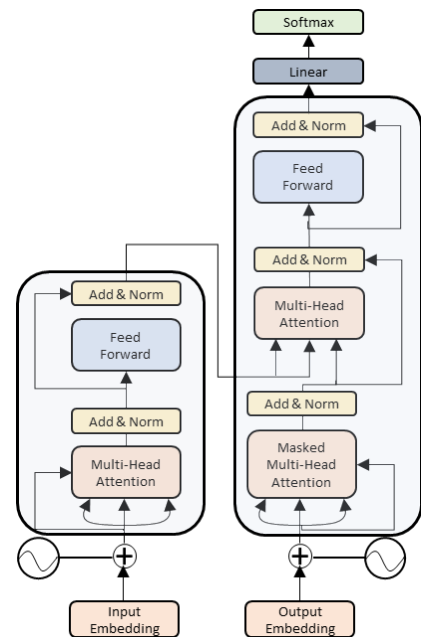 Softmax
Linear
Add & Norm
Feed
Forward
Add & Norm
Multi-Head
Attention
Add & Norm
Masked
Multi-Head
Attention
Output
Embedding
Add & Norm
Feed
Forward
Add & Norm
Multi-Head
Attention
Input
Embedding